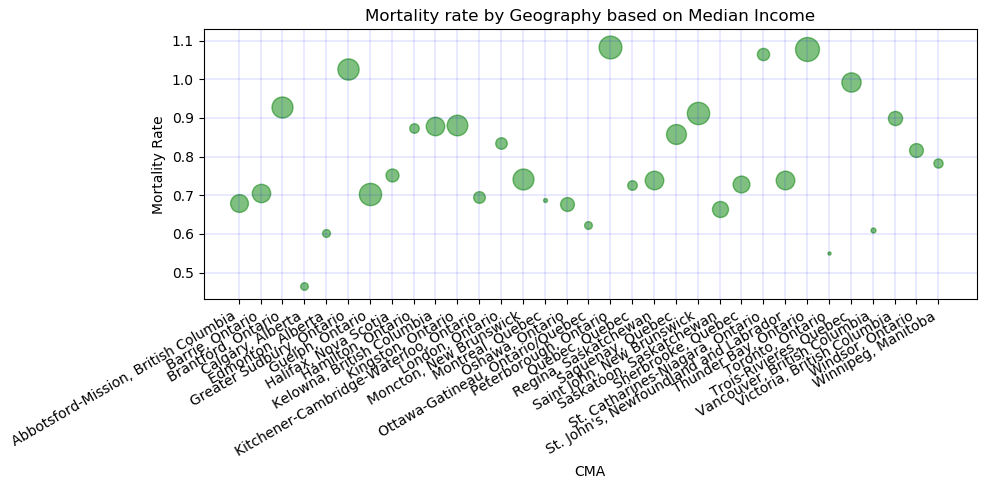 Mortality rate by Geography based on Median Income
Mortality Rate
1.1
1.0
0.9
0.8
0.7
0.6
0.5
Abbotsford-Mission, British Columbia
Barrie, Ontario
Brantford, Ontario
Calgary, Alberta
Edmonton, Alberta
Greater Sudbury, Ontario
Guelph, Ontario
Halifax, Nova Scotia
Hamilton, Ontario
Kelowna, British Columbia
Kingston, Ontario
Kitchener-Cambridge-Waterloo, Ontario
London, Ontario
Moncton, New Brunswick
Montreal, Quebec
Oshawa, Ontario
Ottawa-Gatineau, Ontario/Quebec
Peterborough, Ontario
Quebec, Quebec
Regina, Saskatchewan
Saguenay, Quebec
Saint John, New Brunswick
Saskatoon, Saskatchewan
Sherbrooke, Quebec
St. Catharines-Niagara, Ontario
St. John's, Newfoundland and Labrador
Thunder Bay, Ontario
Toronto, Ontario
Trois-Rivieres, Quebec
Vancouver, British Columbia
Victoria, British Columbia
Windsor, Ontario
Winnipeg, Manitoba
CMA